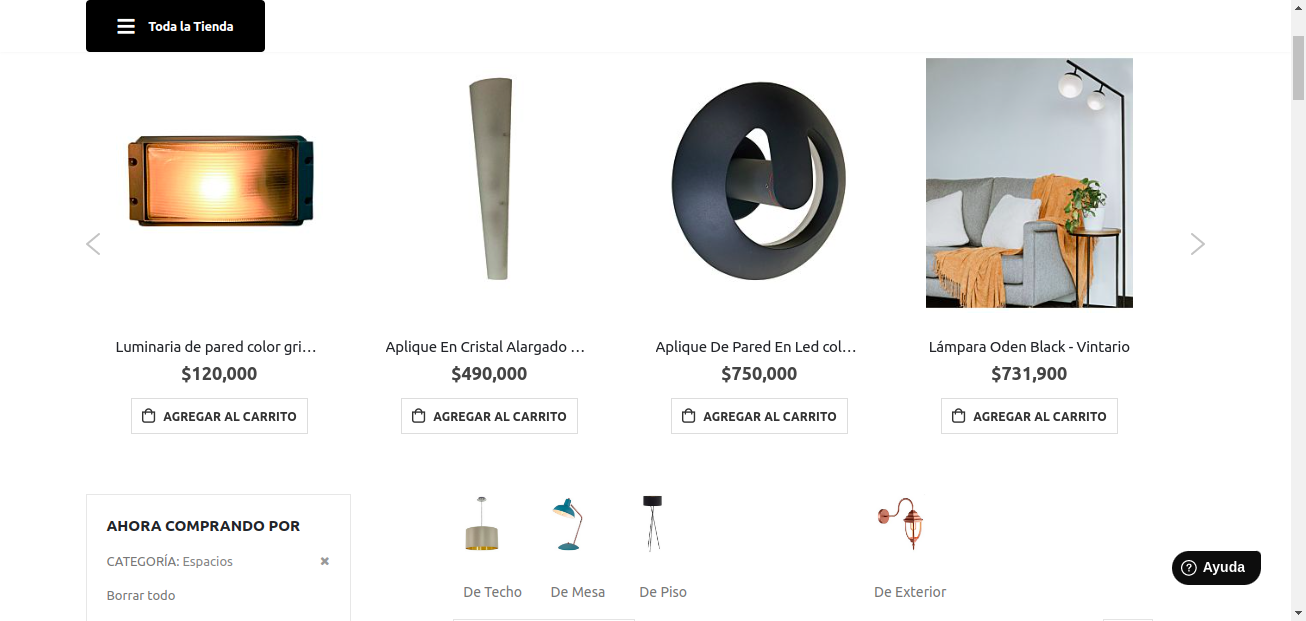 Toda la Tienda
Luminaria de pared color gri...
Aplique En Cristal Alargado ...
Aplique De Pared En Led col...
Lámpara Oden Black - Vintario
$120,000
$490,000
$750,000
$731,900
AGREGAR AL CARRITO
AGREGAR AL CARRITO
AGREGAR AL CARRITO
AGREGAR AL CARRITO
AHORA COMPRANDO POR
CATEGORÍA: Espacios
Borrar todo
De Techo
De Mesa
De Piso
De Exterior
Ayuda